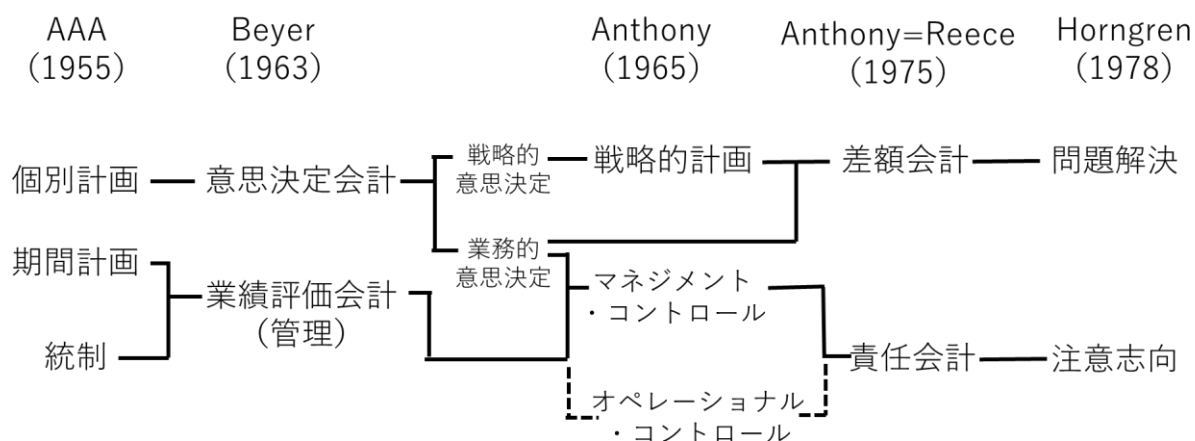 AAA
(1955)
Beyer
(1963)
Anthony
(1965)
Anthony=Reece
(1975)
Horngren
(1978)
個別計画
意思決定会計
戦略的
意思決定
戦略的計画
差額会計
問題解決
期間計画
業務的
意思決定
業績評価会計
(管理)
マネジメント
・コントロール
統制
責任会計
注意志向
オペレーショナル
・コントロール